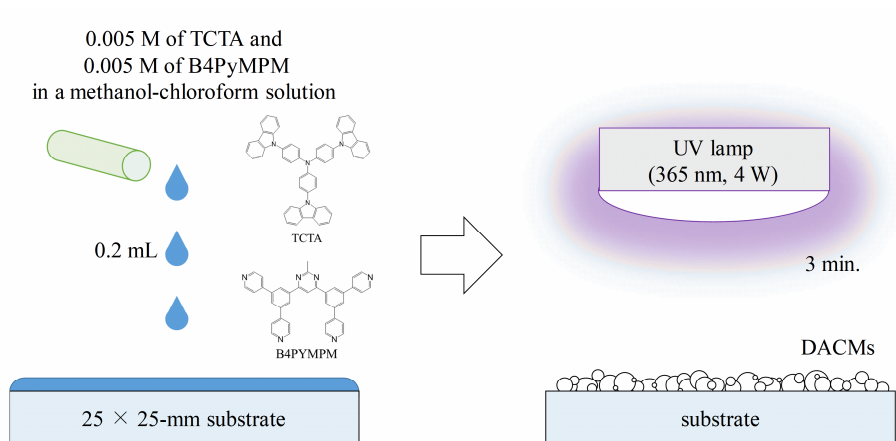 0.005 M of TCTA and
0.005 M of B4PyMPM
in a methanol-chloroform solution
0.2 mL
N
N
N
N
TCTA
N
N
N
N
N
N
B4PYMPM
25 × 25-mm substrate
UV lamp
(365 nm, 4 W)
3 min.
DACMs
substrate